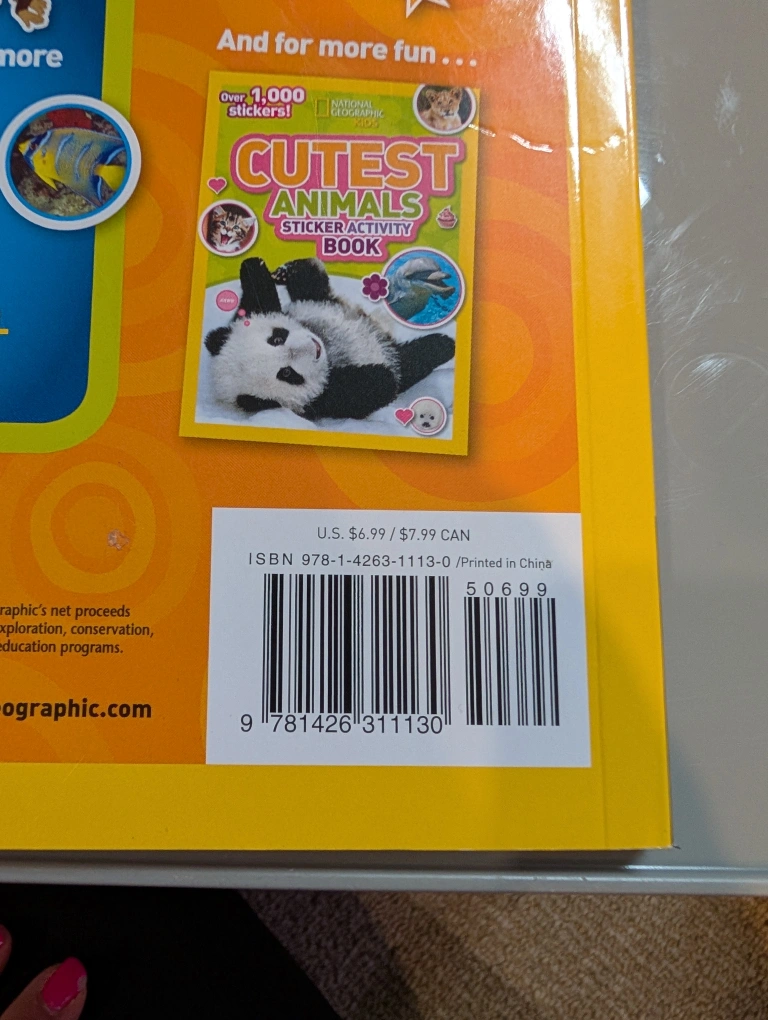 more
And for more fun . . .
Over 1,000
stickers!
NATIONAL
GEOGRAPHIC
KIDS
CUTEST
ANIMALS
STICKER ACTIVITY
BOOK
U.S. $6.99 / $7.99 CAN
ISBN 978-1-4263-1113-0 /Printed in China
50699
9 781426 311130
raphic's net proceeds
xploration, conservation,
education programs.
ographic.com